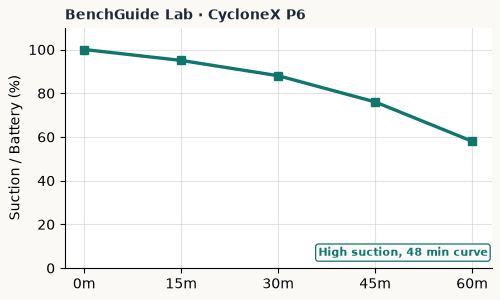 BenchGuide Lab · CycloneX P6
Suction / Battery (%)
100
80
60
40
20
0
High suction, 48 min curve
0m 15m 30m 45m 60m